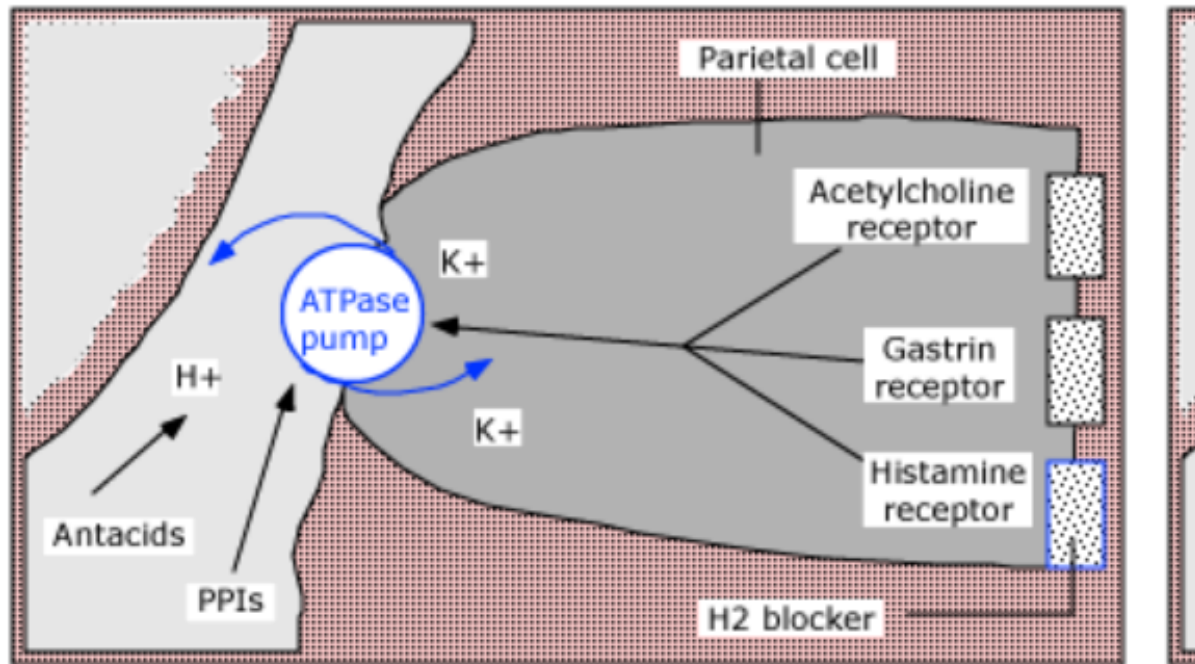 Parietal cell
Acetylcholine
receptor
K+
ATPase
pump
Gastrin
receptor
H+
K+
Histamine
receptor
Antacids
PPIs
H2 blocker